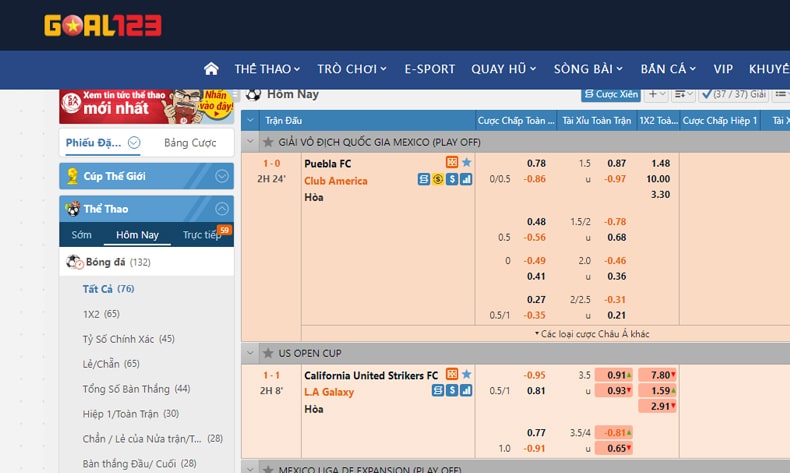 GOAL123
THỂ THAO TRÒ CHƠI E-SPORT QUAY HŨ SÒNG BÀI BẮN CÁ VIP KHUYẾ
Xem tin tức thể thao
mới nhất
Nhấn
vào đây!
Phiếu Đặ... Bảng Cược
Cúp Thế Giới
Thể Thao
Sớm Hôm Nay Trực tiếp 59
Bóng đá (132)
Tất Cả (76)
1X2 (65)
Tỷ Số Chính Xác (45)
Lẻ/Chẵn (65)
Tổng Số Bàn Thắng (44)
Hiệp 1/Toàn Trận (30)
Chẵn / Lẻ của Nửa trận/T... (28)
Bàn thắng Đầu/ Cuối (28)
Hôm Nay Cược Xiên (37 / 37) Giải
Trận Đấu Cược Chấp Toàn ... Tài Xỉu Toàn Trận 1X2 Toà... Cược Chấp Hiệp 1 Tài X
GIẢI VÔ ĐỊCH QUỐC GIA MEXICO (PLAY OFF)
1 - 0 Puebla FC 0.78 1.5 0.87 1.48
2H 24' Club America 0/0.5 -0.86 u -0.97 10.00
Hòa 3.30
0.48 1.5/2 -0.78
0.5 -0.56 u 0.68
0 -0.49 2.0 -0.46
0.41 u 0.36
0.27 2/2.5 -0.31
0.5/1 -0.35 u 0.21
Các loại cược Châu Á khác
US OPEN CUP
1 - 1 California United Strikers FC -0.95 3.5 0.91 7.80
2H 8' L.A Galaxy 0.5/1 0.81 u 0.93 1.59
Hòa 2.91
0.77 3.5/4 -0.81
1.0 -0.91 u 0.65
MEXICO LIGA DE EXPANSION (PLAY OFF)